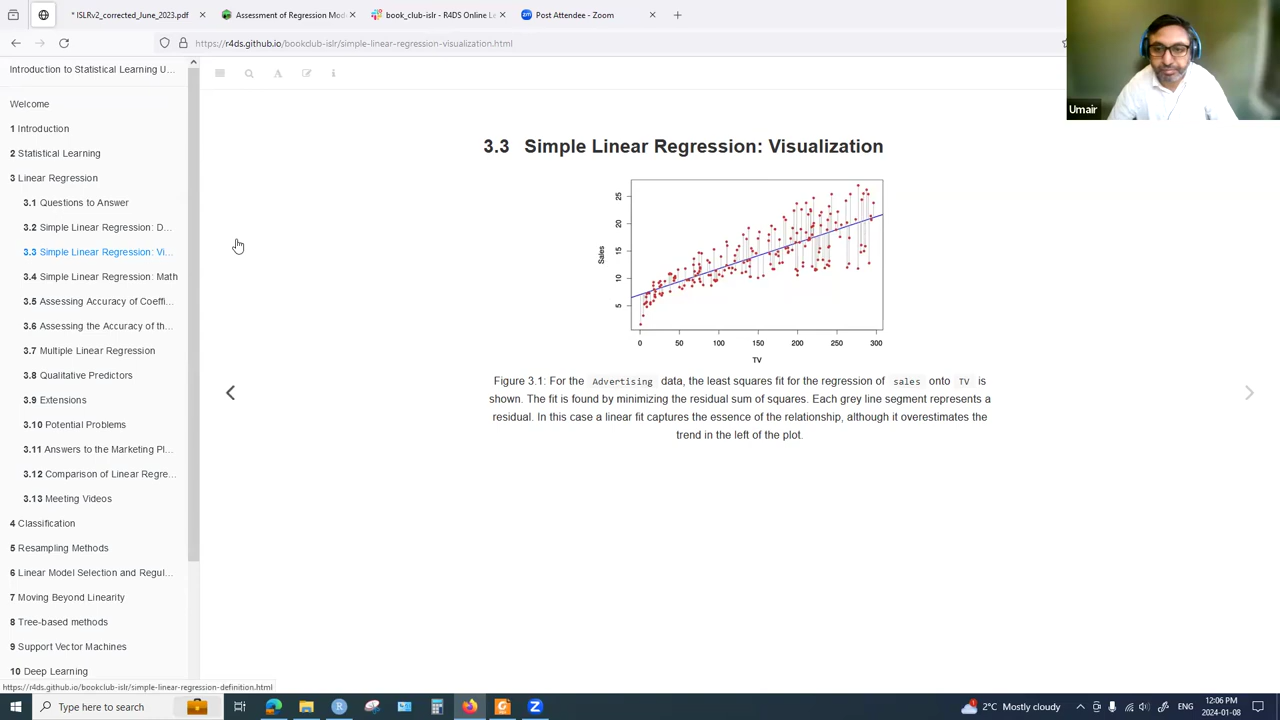 * ISLRv2_corrected_June_2023.pdf
Assessment of Regression Mod
book_club-islr - R4DS Online Le
Post Attendee - Zoom
https://r4ds.github.io/bookclub-islr/simple-linear-regression-visualization.html
Umair
Introduction to Statistical Learning U...
Welcome
1 Introduction
2 Statistical Learning
3 Linear Regression
3.1 Questions to Answer
3.2 Simple Linear Regression: D...
3.3 Simple Linear Regression: Vi...
3.4 Simple Linear Regression: Math
3.5 Assessing Accuracy of Coeffi...
3.6 Assessing the Accuracy of th...
3.7 Multiple Linear Regression
3.8 Qualitative Predictors
3.9 Extensions
3.10 Potential Problems
3.11 Answers to the Marketing Pl...
3.12 Comparison of Linear Regre...
3.13 Meeting Videos
4 Classification
5 Resampling Methods
6 Linear Model Selection and Regul...
7 Moving Beyond Linearity
8 Tree-based methods
9 Support Vector Machines
10 Deep Learning
https://r4ds.github.io/bookclub-islr/simple-linear-regression-definition.html
3.3 Simple Linear Regression: Visualization
Sales
25
20
15
10
5
0 50 100 150 200 250 300
TV
Figure 3.1: For the Advertising data, the least squares fit for the regression of sales onto TV is
shown. The fit is found by minimizing the residual sum of squares. Each grey line segment represents a
residual. In this case a linear fit captures the essence of the relationship, although it overestimates the
trend in the left of the plot.
Type here to search
2°C Mostly cloudy
ENG
12:06 PM
2024-01-08